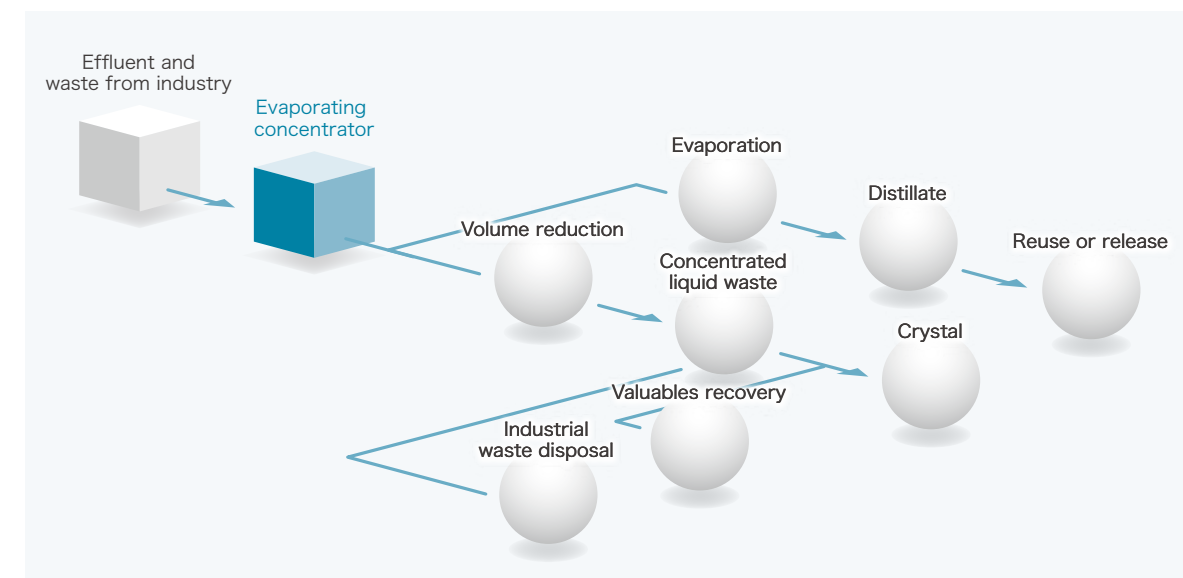 Effluent and
waste from industry
Evaporating
concentrator
Evaporation
Distillate
Volume reduction
Reuse or release
Concentrated
liquid waste
Crystal
Valuables recovery
Industrial
waste disposal